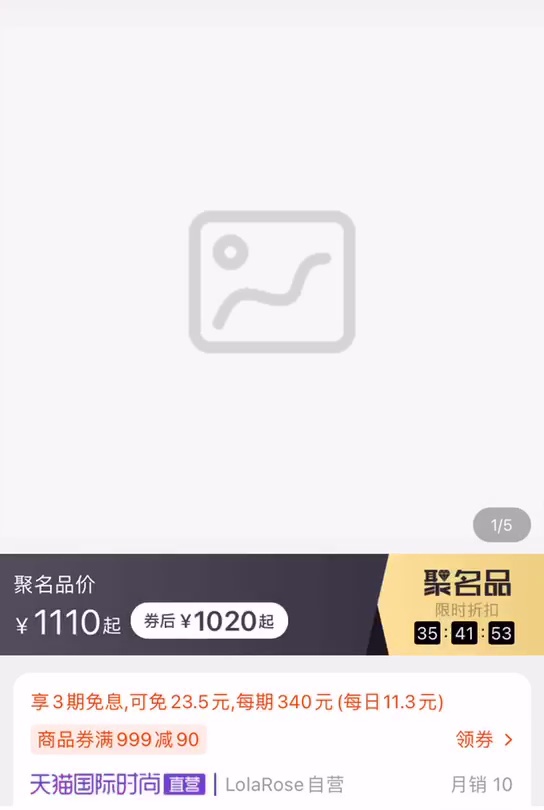 1/5
聚名品价
¥1110起 券后¥1020起
聚名品
限时折扣
35:41:53
享3期免息,可免23.5元,每期340元(每日11.3元)
商品券满999减90 领券
天猫国际时尚 直营 LolaRose自营 月销 10